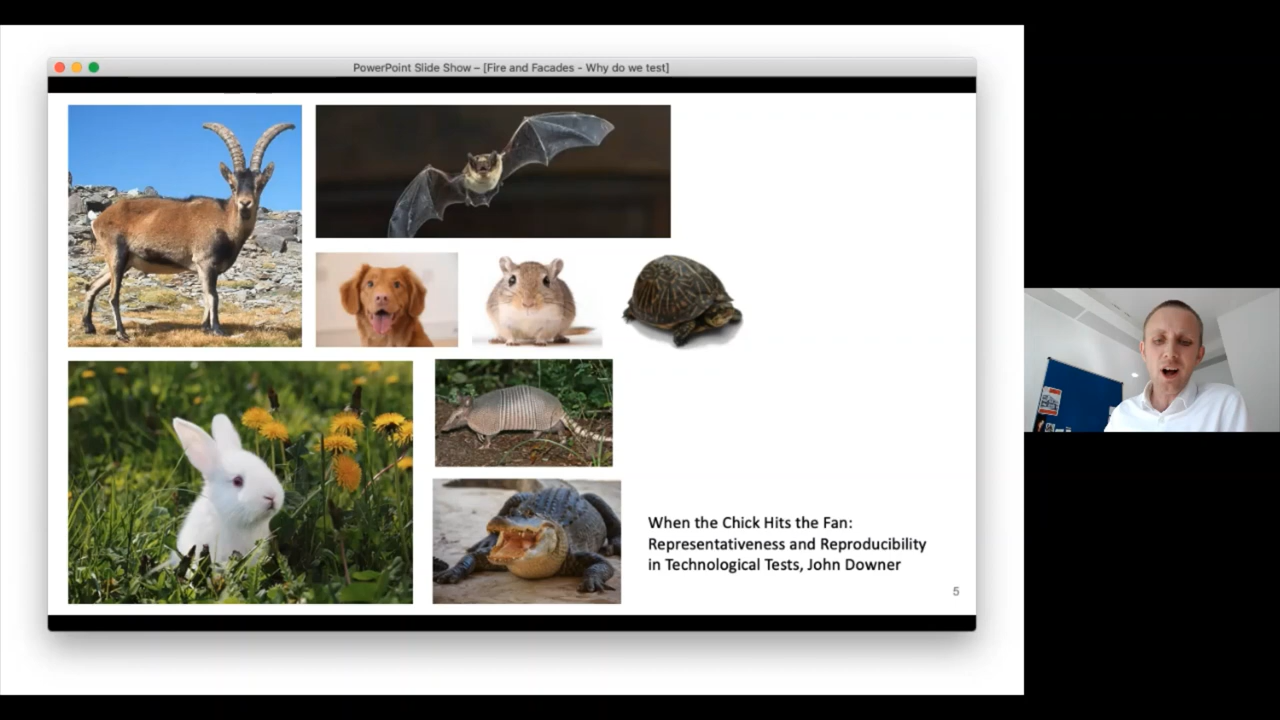 PowerPoint Slide Show – [Fire and Facades - Why do we test]
When the Chick Hits the Fan:
Representativeness and Reproducibility
in Technological Tests, John Downer
5